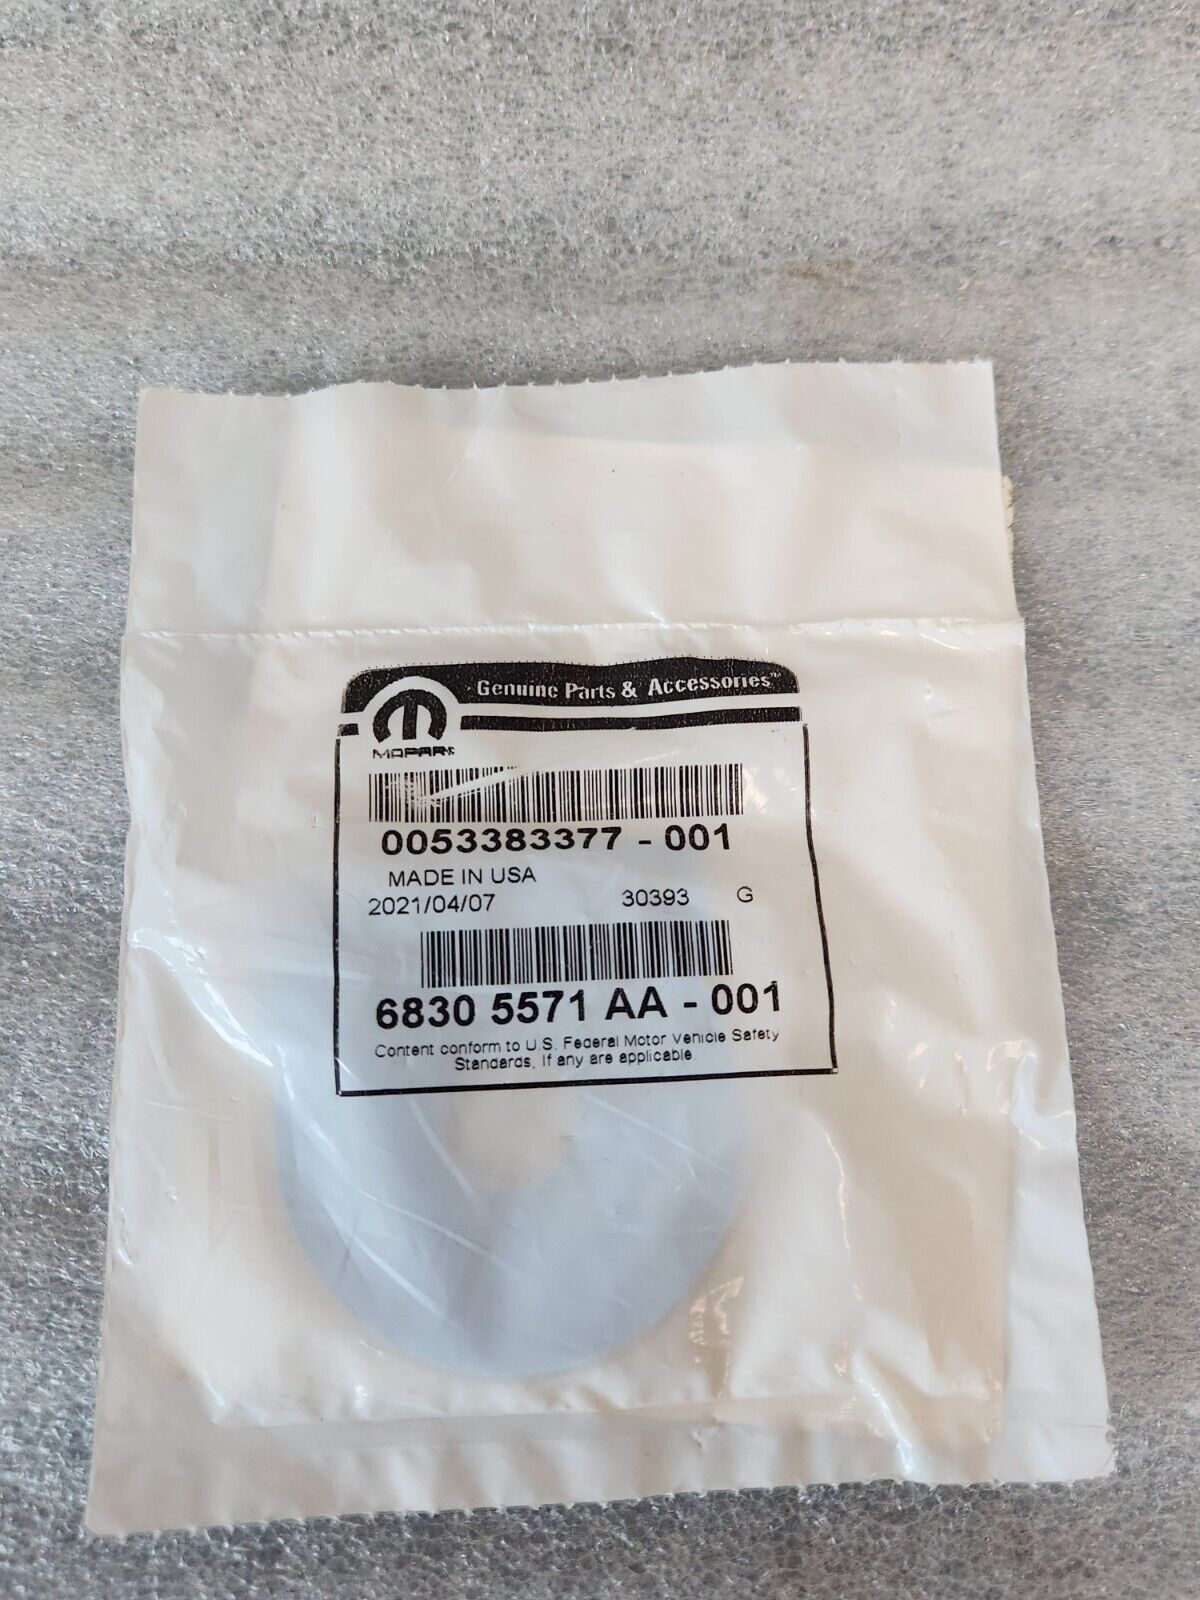 Genuine Parts & Accessories™
MOPAR®
0053383377 - 001
MADE IN USA
2021/04/07 30393 G
6830 5571 AA - 001
Content conform to U.S. Federal Motor Vehicle Safety
Standards, If any are applicable.